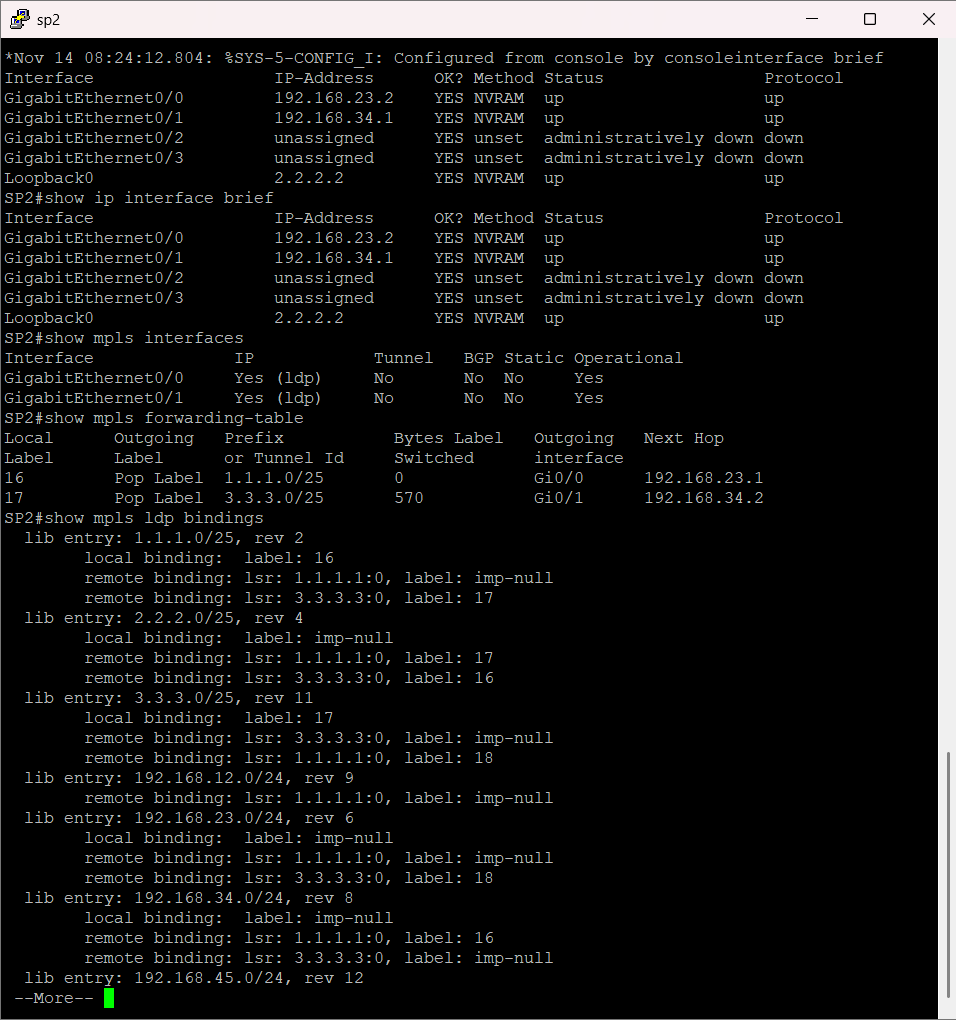 sp2
*Nov 14 08:24:12.804: %SYS-5-CONFIG_I: Configured from console by consoleinterface brief
Interface                  IP-Address      OK? Method Status                Protocol
GigabitEthernet0/0         192.168.23.2    YES NVRAM  up                    up
GigabitEthernet0/1         192.168.34.1    YES NVRAM  up                    up
GigabitEthernet0/2         unassigned      YES unset  administratively down down
GigabitEthernet0/3         unassigned      YES unset  administratively down down
Loopback0                  2.2.2.2         YES NVRAM  up                    up
SP2#show ip interface brief
Interface                  IP-Address      OK? Method Status                Protocol
GigabitEthernet0/0         192.168.23.2    YES NVRAM  up                    up
GigabitEthernet0/1         192.168.34.1    YES NVRAM  up                    up
GigabitEthernet0/2         unassigned      YES unset  administratively down down
GigabitEthernet0/3         unassigned      YES unset  administratively down down
Loopback0                  2.2.2.2         YES NVRAM  up                    up
SP2#show mpls interfaces
Interface              IP            Tunnel   BGP Static Operational
GigabitEthernet0/0     Yes (ldp)     No       No  No     Yes
GigabitEthernet0/1     Yes (ldp)     No       No  No     Yes
SP2#show mpls forwarding-table
Local      Outgoing   Prefix           Bytes Label   Outgoing   Next Hop
Label      Label      or Tunnel Id     Switched      interface
16         Pop Label  1.1.1.0/25       0             Gi0/0      192.168.23.1
17         Pop Label  3.3.3.0/25       570           Gi0/1      192.168.34.2
SP2#show mpls ldp bindings
  lib entry: 1.1.1.0/25, rev 2
        local binding:  label: 16
        remote binding: lsr: 1.1.1.1:0, label: imp-null
        remote binding: lsr: 3.3.3.3:0, label: 17
  lib entry: 2.2.2.0/25, rev 4
        local binding:  label: imp-null
        remote binding: lsr: 1.1.1.1:0, label: 17
        remote binding: lsr: 3.3.3.3:0, label: 16
  lib entry: 3.3.3.0/25, rev 11
        local binding:  label: 17
        remote binding: lsr: 3.3.3.3:0, label: imp-null
        remote binding: lsr: 1.1.1.1:0, label: 18
  lib entry: 192.168.12.0/24, rev 9
        remote binding: lsr: 1.1.1.1:0, label: imp-null
  lib entry: 192.168.23.0/24, rev 6
        local binding:  label: imp-null
        remote binding: lsr: 1.1.1.1:0, label: imp-null
        remote binding: lsr: 3.3.3.3:0, label: 18
  lib entry: 192.168.34.0/24, rev 8
        local binding:  label: imp-null
        remote binding: lsr: 1.1.1.1:0, label: 16
        remote binding: lsr: 3.3.3.3:0, label: imp-null
  lib entry: 192.168.45.0/24, rev 12
 --More--